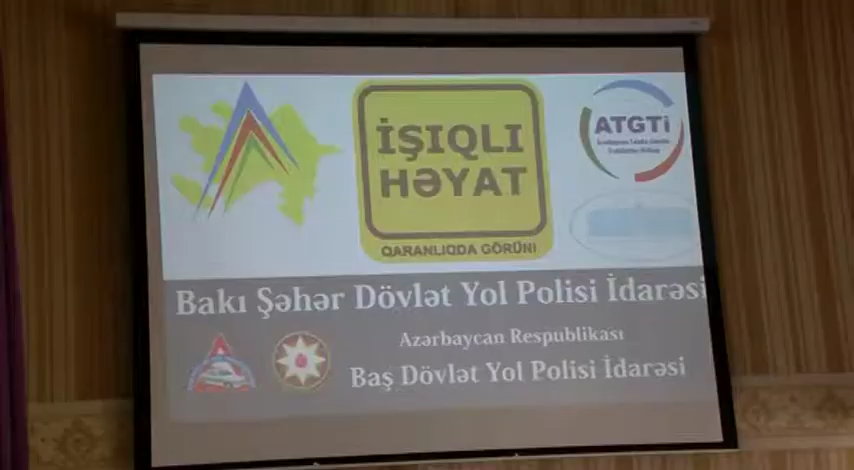 İŞIQLI
HƏYAT
QARANLIQDA GÖRÜN!
ATGTİ
Bakı Şəhər Dövlət Yol Polisi İdarəsi
Azərbaycan Respublikası
Baş Dövlət Yol Polisi İdarəsi